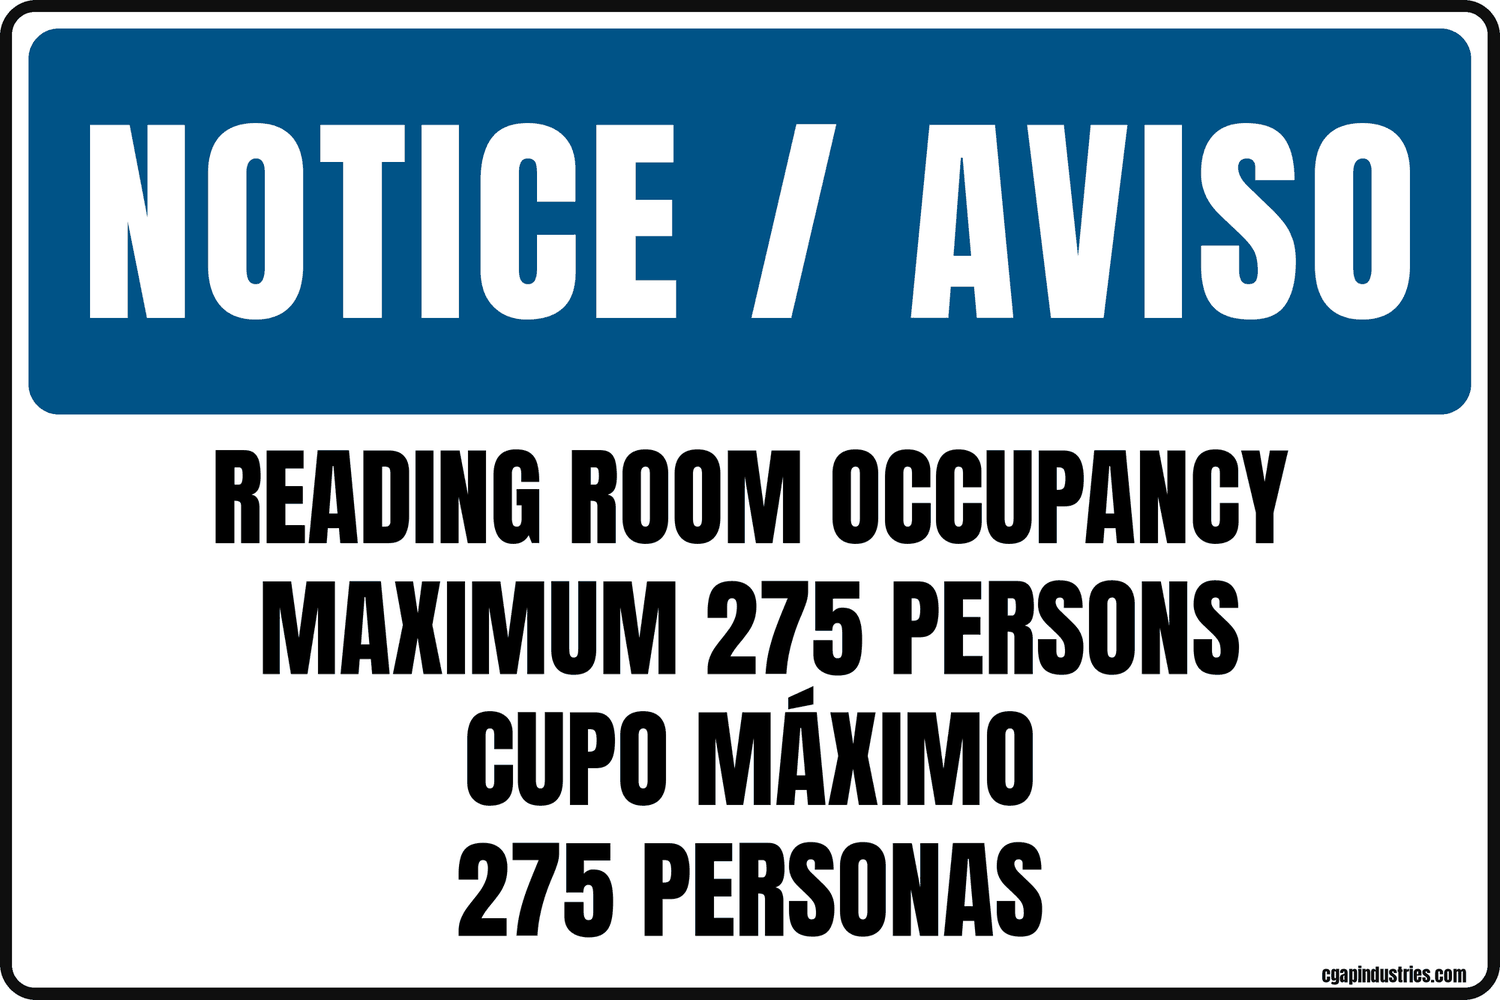 NOTICE / AVISO
READING ROOM OCCUPANCY
MAXIMUM 275 PERSONS
CUPO MÁXIMO
275 PERSONAS
cgapindustries.com